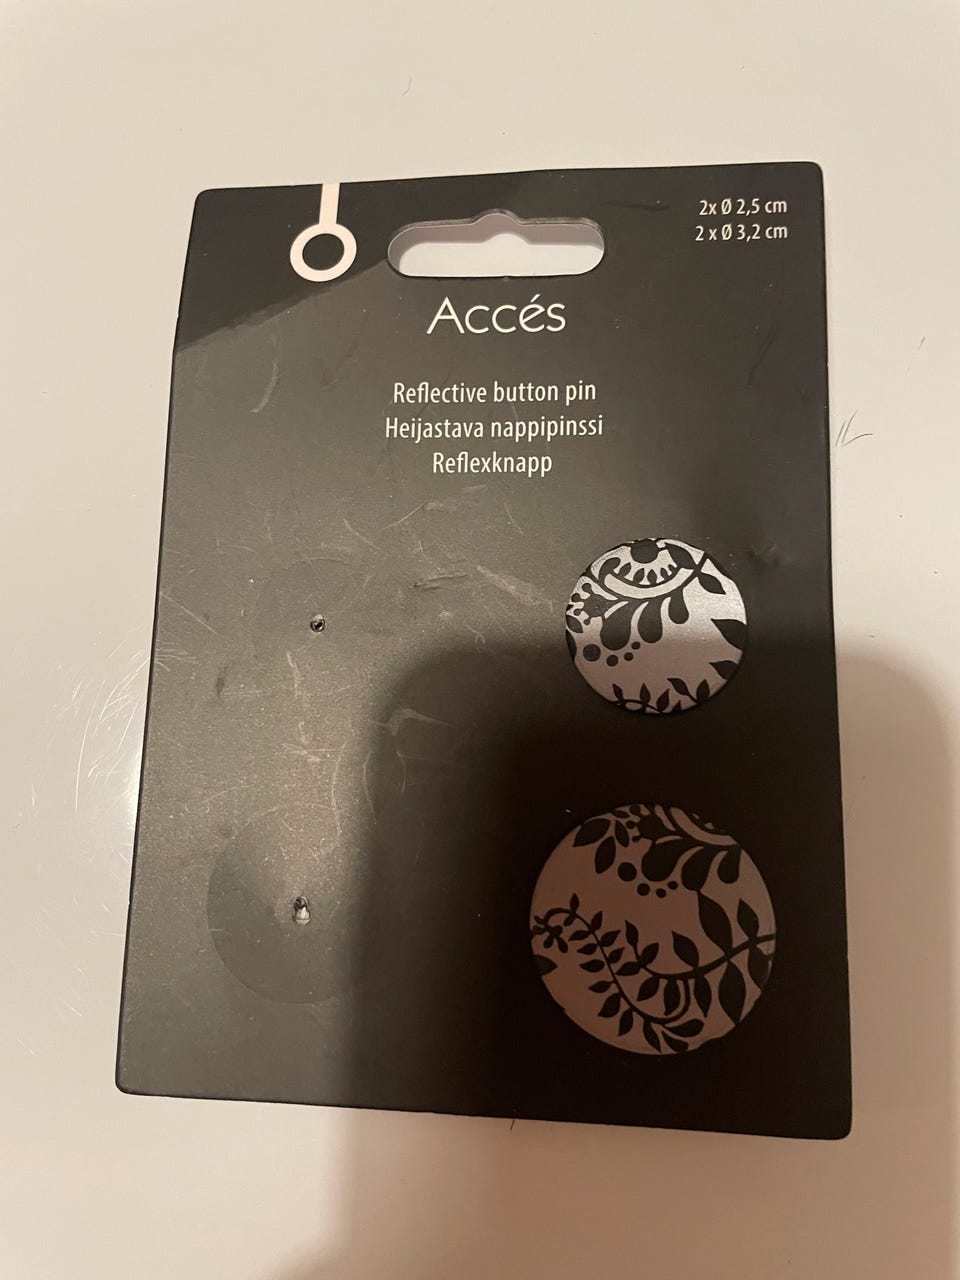 2x Ø 2,5 cm
2 x Ø 3,2 cm
Accés
Reflective button pin
Heijastava nappipinssi
Reflexknapp